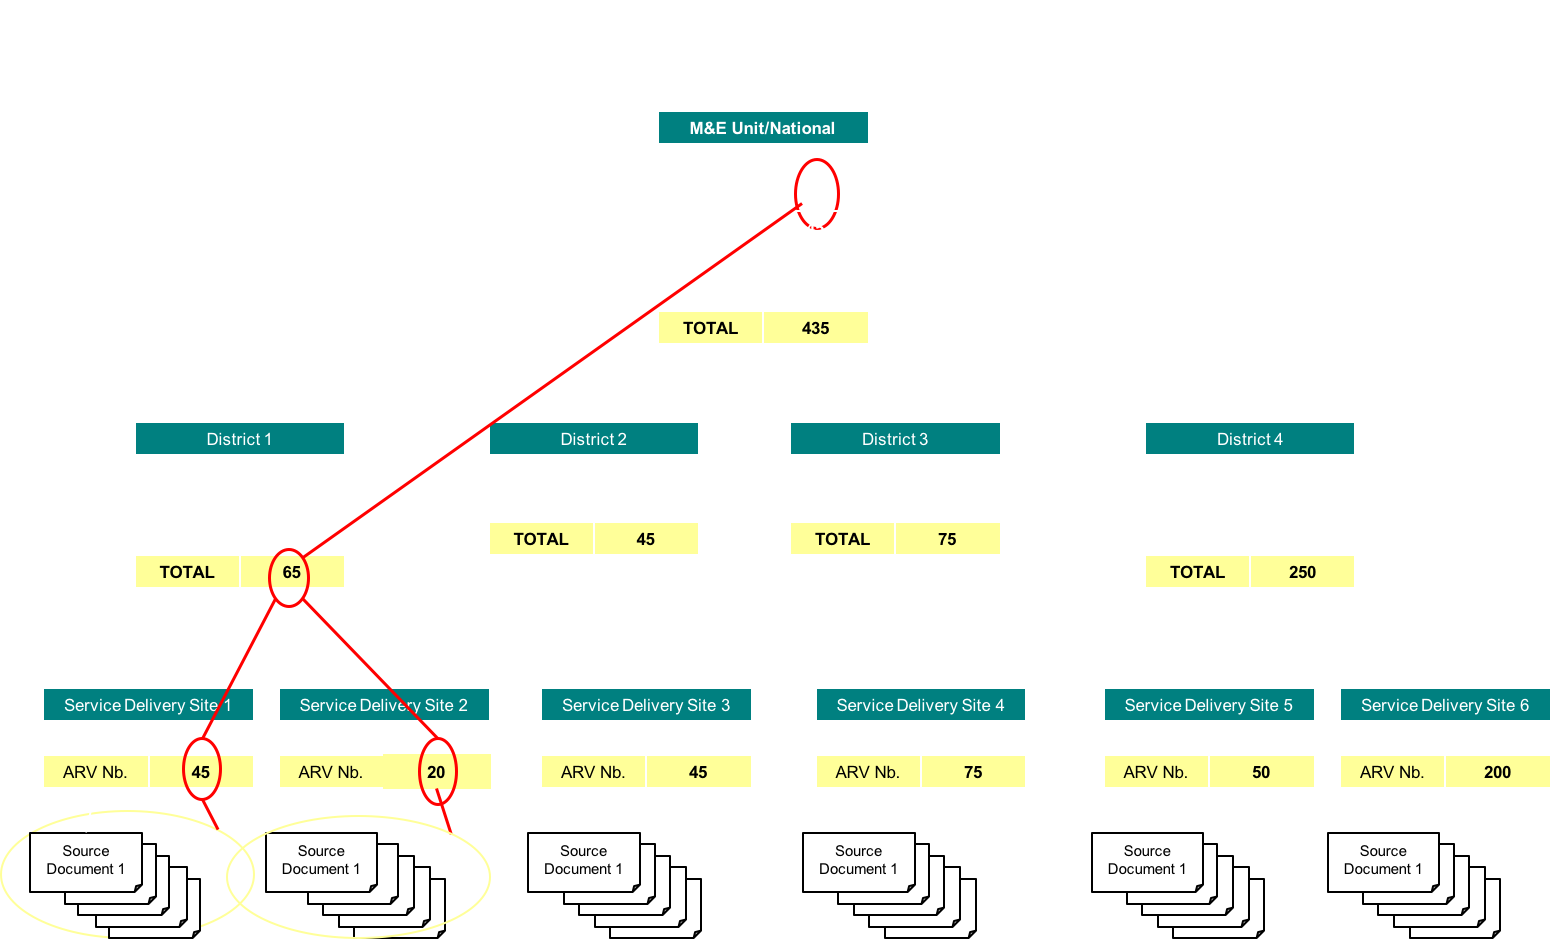 M&E Unit/National
TOTAL 435
District 1 District 2 District 3 District 4
TOTAL 45 TOTAL 75
TOTAL 65 TOTAL 250
Service Delivery Site 1 Service Delivery Site 2 Service Delivery Site 3 Service Delivery Site 4 Service Delivery Site 5 Service Delivery Site 6
ARV Nb. 45 ARV Nb. 20 ARV Nb. 45 ARV Nb. 75 ARV Nb. 50 ARV Nb. 200
Source Source Source Source Source Source
Document 1 Document 1 Document 1 Document 1 Document 1 Document 1